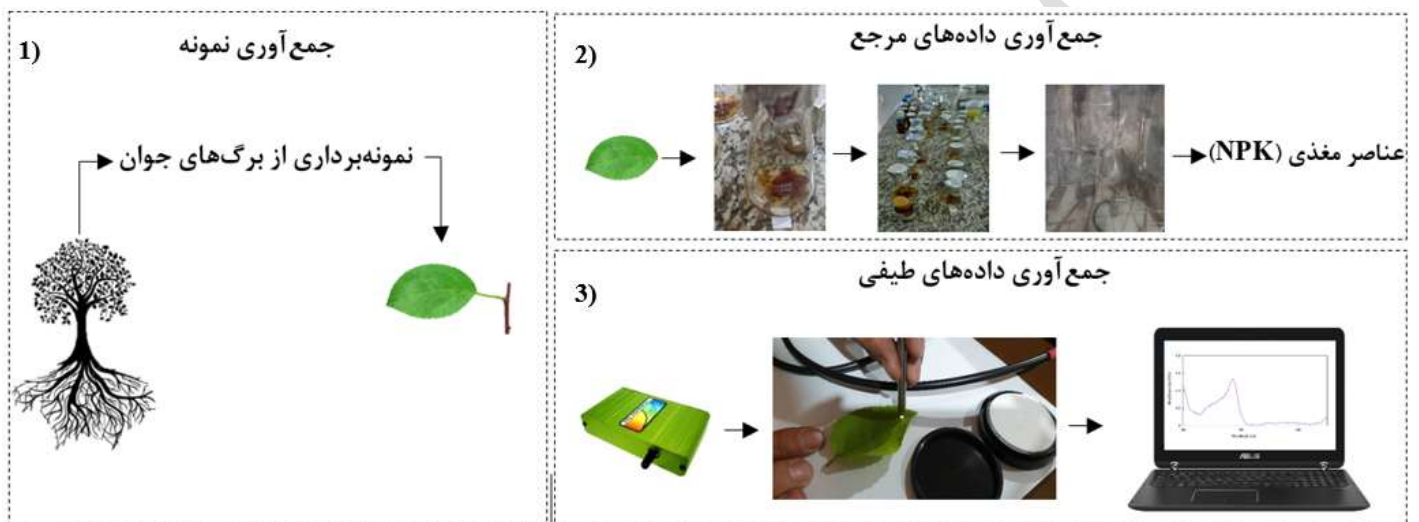 1)
جمع‌آوری نمونه
نمونه‌برداری از برگ‌های جوان
2)
جمع‌آوری داده‌های مرجع
عناصر مغذی (NPK)
3)
جمع‌آوری داده‌های طیفی
ASUS